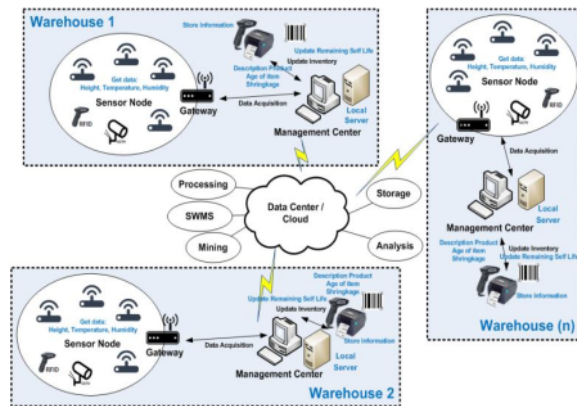 Warehouse 1
Store Information
Update Remaining Self Life
Update Inventory
Description Product
Age of item
Shringkage
Get data:
Height, Temperature, Humidity
Sensor Node
RFID
Gateway
Data Acquisition
Local
Server
Management Center
Processing
SWMS
Mining
Data Center /
Cloud
Storage
Analysis
Get data:
Height, Temperature, Humidity
Sensor Node
RFID
Gateway
Data Acquisition
Description Product
Age of item
Shringkage
Update Remaining Self Life
Update Inventory
Store Information
Local
Server
Management Center
Warehouse 2
Get data:
Height, Temperature, Humidity
Sensor Node
RFID
Gateway
Data Acquisition
Local
Server
Management Center
Description Product
Age of item
Shringkage
Update Inventory
Update Remaining Self Life
Store Information
Warehouse (n)